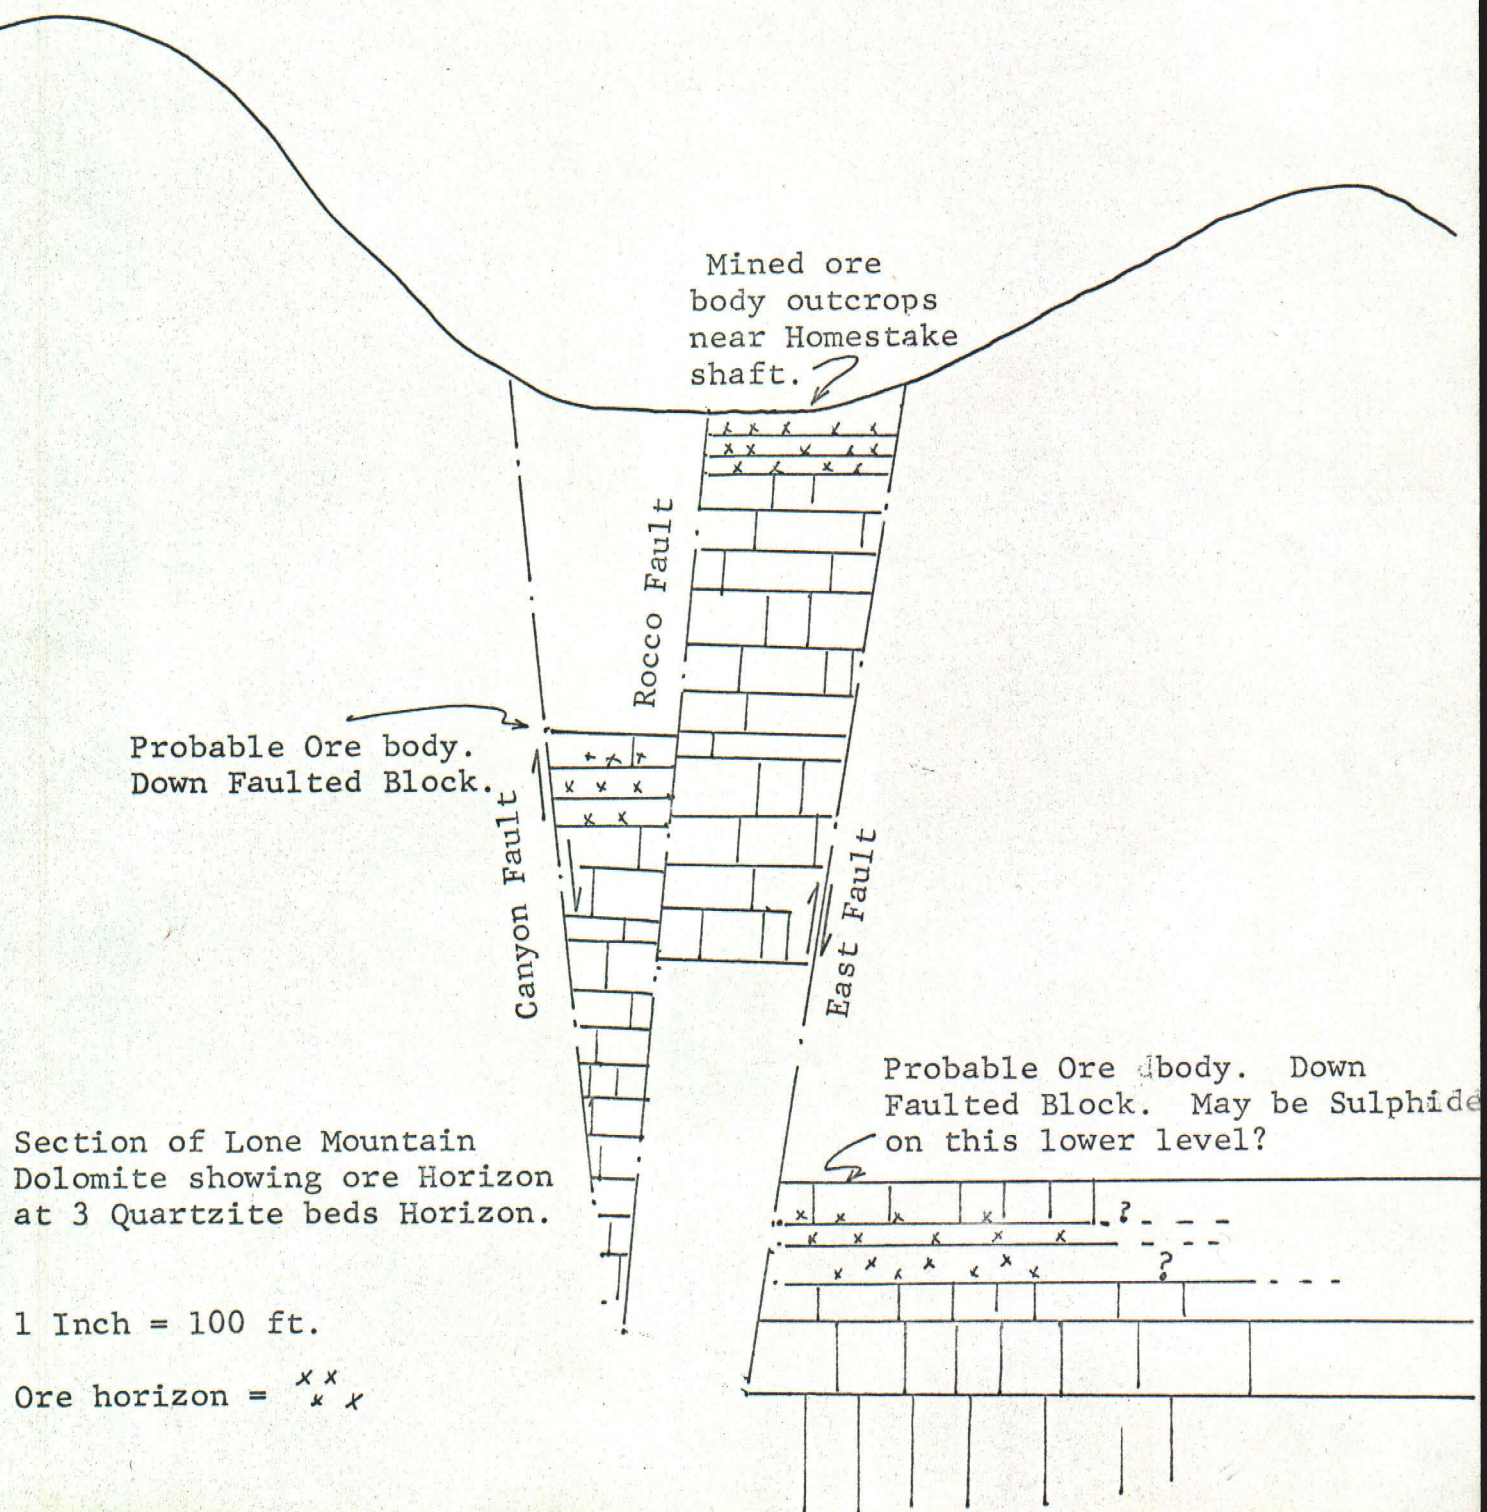 Mined ore
body outcrops
near Homestake
shaft.
Rocco Fault
Probable Ore body.
Down Faulted Block.
Canyon Fault
East Fault
Probable Ore dbody. Down
Faulted Block. May be Sulphide
on this lower level?
?
?
Section of Lone Mountain
Dolomite showing ore Horizon
at 3 Quartzite beds Horizon.
1 Inch = 100 ft.
Ore horizon = x x
x x